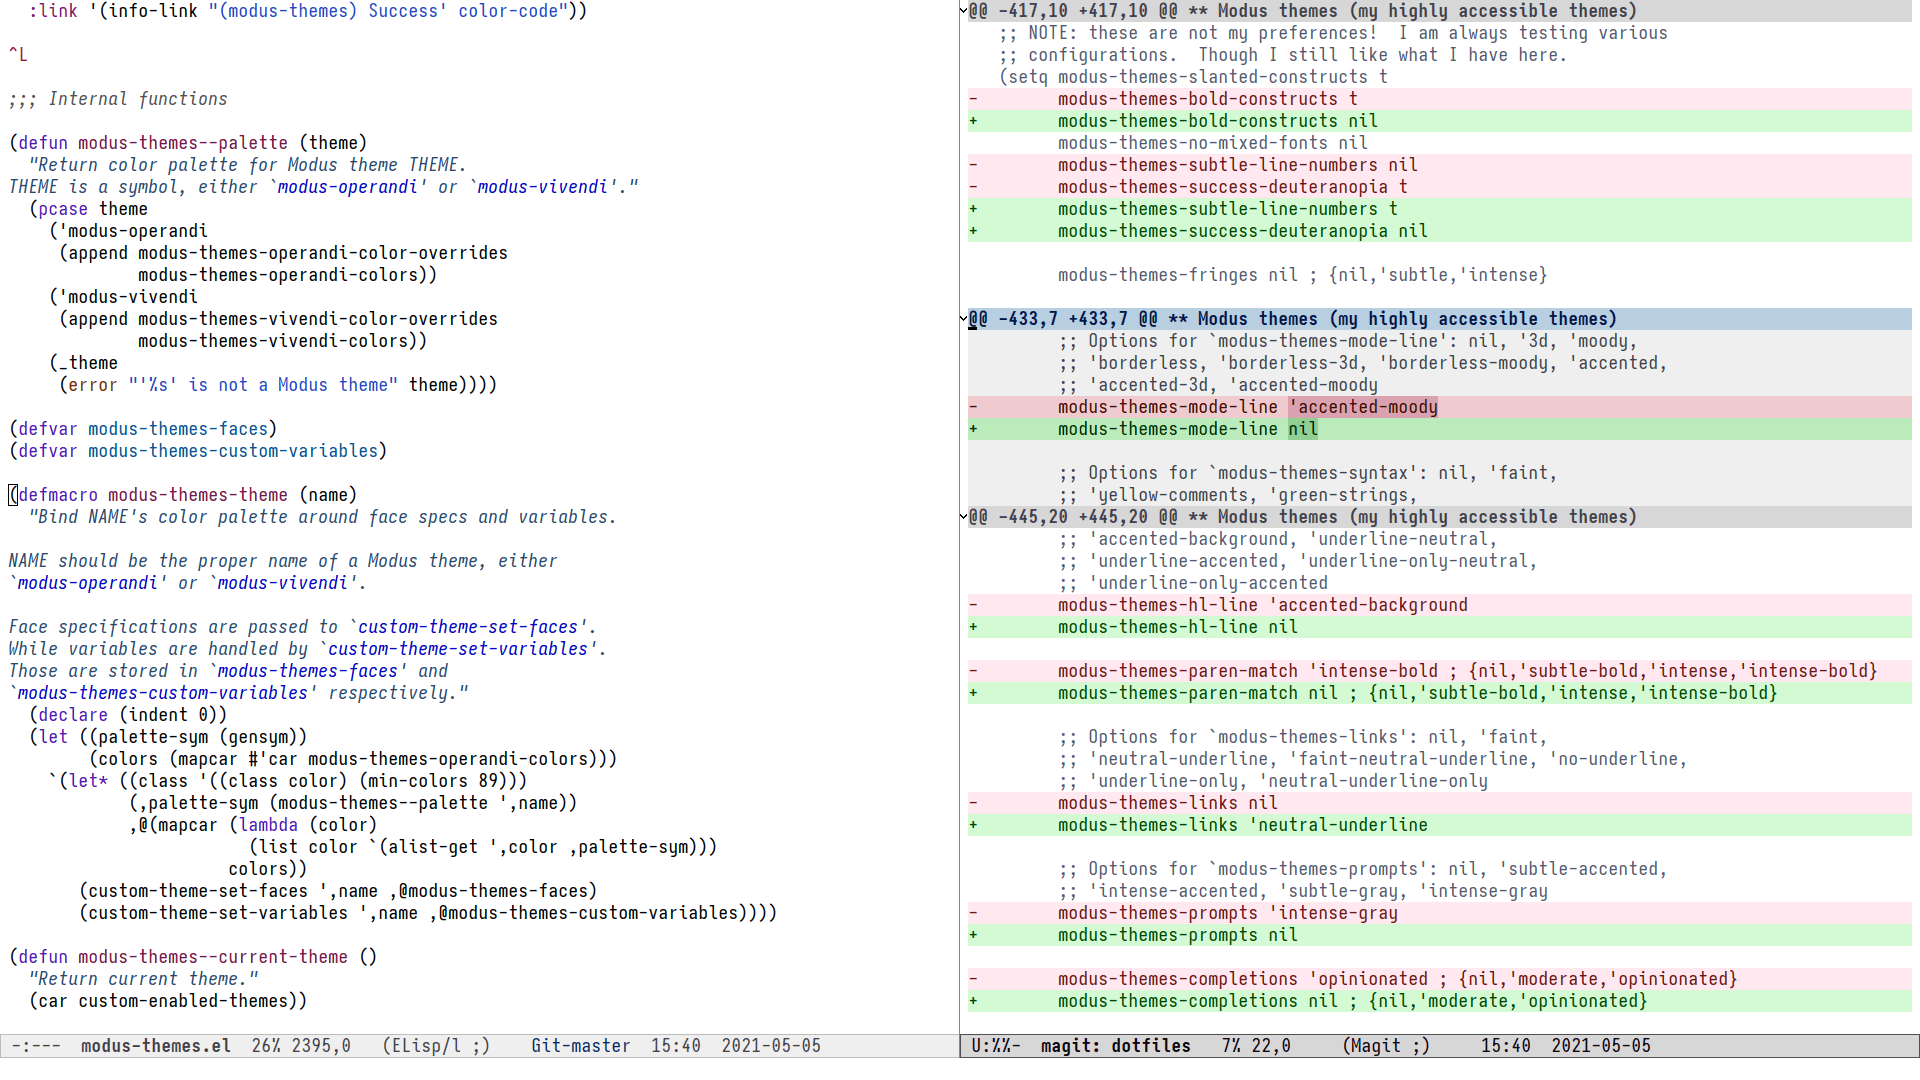 :link '(info-link "(modus-themes) Success' color-code"))

^L

;;; Internal functions

(defun modus-themes--palette (theme)
  "Return color palette for Modus theme THEME.
THEME is a symbol, either `modus-operandi' or `modus-vivendi'."
  (pcase theme
    ('modus-operandi
     (append modus-themes-operandi-color-overrides
             modus-themes-operandi-colors))
    ('modus-vivendi
     (append modus-themes-vivendi-color-overrides
             modus-themes-vivendi-colors))
    (_theme
     (error "'%s' is not a Modus theme" theme))))

(defvar modus-themes-faces)
(defvar modus-themes-custom-variables)

(defmacro modus-themes-theme (name)
  "Bind NAME's color palette around face specs and variables.

NAME should be the proper name of a Modus theme, either
`modus-operandi' or `modus-vivendi'.

Face specifications are passed to `custom-theme-set-faces'.
While variables are handled by `custom-theme-set-variables'.
Those are stored in `modus-themes-faces' and
`modus-themes-custom-variables' respectively."
  (declare (indent 0))
  (let ((palette-sym (gensym))
        (colors (mapcar #'car modus-themes-operandi-colors)))
    `(let* ((class '((class color) (min-colors 89)))
            (,palette-sym (modus-themes--palette ',name))
            ,@(mapcar (lambda (color)
                        (list color `(alist-get ',color ,palette-sym)))
                      colors))
       (custom-theme-set-faces ',name ,@modus-themes-faces)
       (custom-theme-set-variables ',name ,@modus-themes-custom-variables))))

(defun modus-themes--current-theme ()
  "Return current theme."
  (car custom-enabled-themes))

-:---  modus-themes.el  26% 2395,0   (ELisp/l ;)    Git-master  15:40  2021-05-05
@@ -417,10 +417,10 @@ ** Modus themes (my highly accessible themes)
   ;; NOTE: these are not my preferences!  I am always testing various
   ;; configurations.  Though I still like what I have here.
   (setq modus-themes-slanted-constructs t
-        modus-themes-bold-constructs t
+        modus-themes-bold-constructs nil
         modus-themes-no-mixed-fonts nil
-        modus-themes-subtle-line-numbers nil
-        modus-themes-success-deuteranopia t
+        modus-themes-subtle-line-numbers t
+        modus-themes-success-deuteranopia nil

         modus-themes-fringes nil ; {nil,'subtle,'intense}

@@ -433,7 +433,7 @@ ** Modus themes (my highly accessible themes)
         ;; Options for `modus-themes-mode-line': nil, '3d, 'moody,
         ;; 'borderless, 'borderless-3d, 'borderless-moody, 'accented,
         ;; 'accented-3d, 'accented-moody
-        modus-themes-mode-line 'accented-moody
+        modus-themes-mode-line nil

         ;; Options for `modus-themes-syntax': nil, 'faint,
         ;; 'yellow-comments, 'green-strings,
@@ -445,20 +445,20 @@ ** Modus themes (my highly accessible themes)
         ;; 'accented-background, 'underline-neutral,
         ;; 'underline-accented, 'underline-only-neutral,
         ;; 'underline-only-accented
-        modus-themes-hl-line 'accented-background
+        modus-themes-hl-line nil

-        modus-themes-paren-match 'intense-bold ; {nil,'subtle-bold,'intense,'intense-bold}
+        modus-themes-paren-match nil ; {nil,'subtle-bold,'intense,'intense-bold}

         ;; Options for `modus-themes-links': nil, 'faint,
         ;; 'neutral-underline, 'faint-neutral-underline, 'no-underline,
         ;; 'underline-only, 'neutral-underline-only
-        modus-themes-links nil
+        modus-themes-links 'neutral-underline

         ;; Options for `modus-themes-prompts': nil, 'subtle-accented,
         ;; 'intense-accented, 'subtle-gray, 'intense-gray
-        modus-themes-prompts 'intense-gray
+        modus-themes-prompts nil

-        modus-themes-completions 'opinionated ; {nil,'moderate,'opinionated}
+        modus-themes-completions nil ; {nil,'moderate,'opinionated}

U:%%-  magit: dotfiles   7% 22,0     (Magit ;)     15:40  2021-05-05